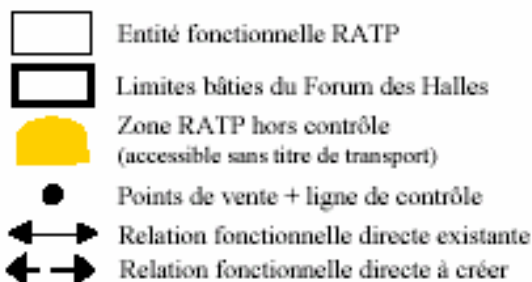 Entité fonctionnelle RATP
Limites bâties du Forum des Halles
Zone RATP hors contrôle
(accessible sans titre de transport)
Points de vente + ligne de contrôle
Relation fonctionnelle directe existante
Relation fonctionnelle directe à créer